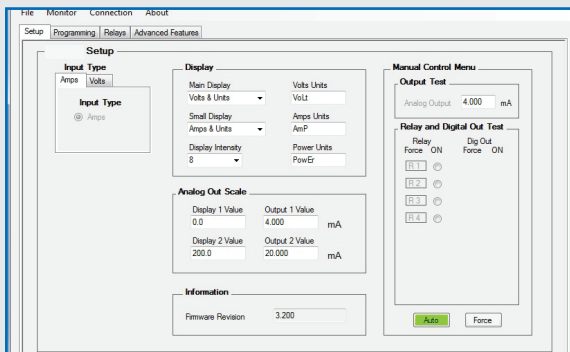 File Monitor Connection About
Setup Programming Relays Advanced Features
Setup
Input Type
Amps Volts
Input Type
Amps
Display
Main Display Volts Units
Volts & Units VoLt
Small Display Amps Units
Amps & Units AmP
Display Intensity Power Units
8 PowEr
Analog Out Scale
Display 1 Value Output 1 Value
0.0 4.000 mA
Display 2 Value Output 2 Value
200.0 20.000 mA
Information
Firmware Revision 3.200
Manual Control Menu
Output Test
Analog Output 4.000 mA
Relay and Digital Out Test
Relay Dig Out
Force ON Force ON
R 1
R 2
R 3
R 4
Auto Force